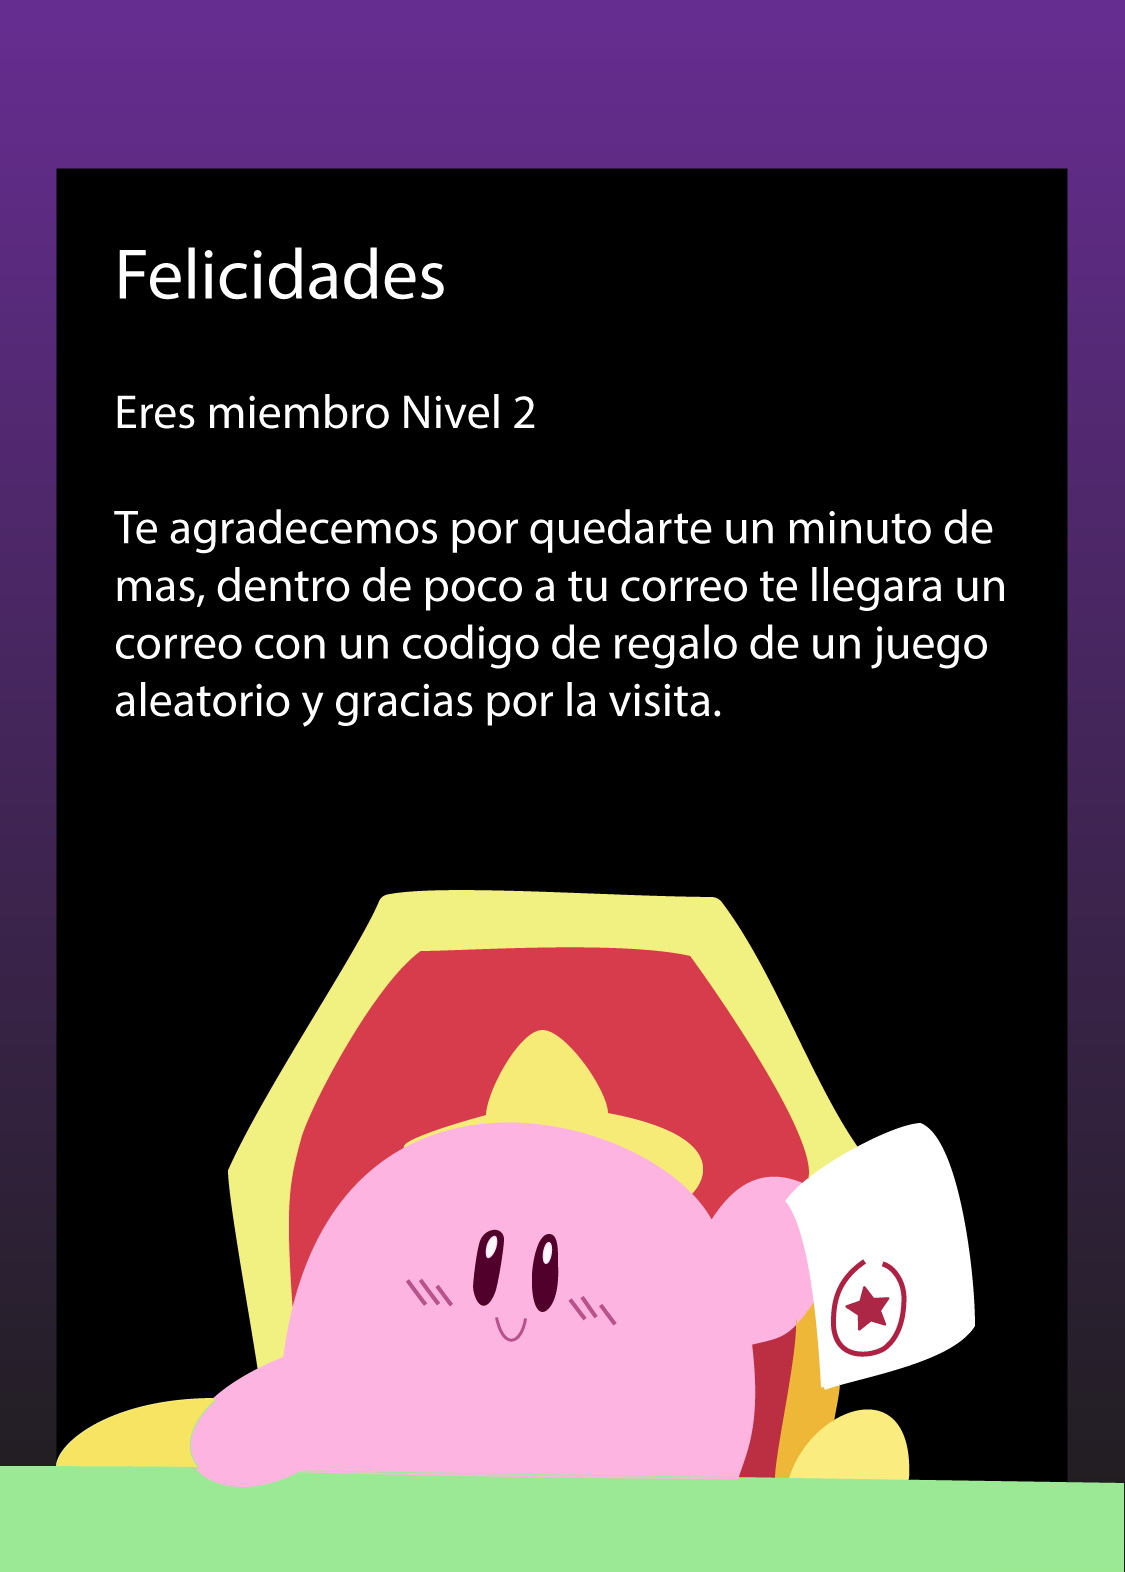 Felicidades
Eres miembro Nivel 2
Te agradecemos por quedarte un minuto de
mas, dentro de poco a tu correo te llegara un
correo con un codigo de regalo de un juego
aleatorio y gracias por la visita.